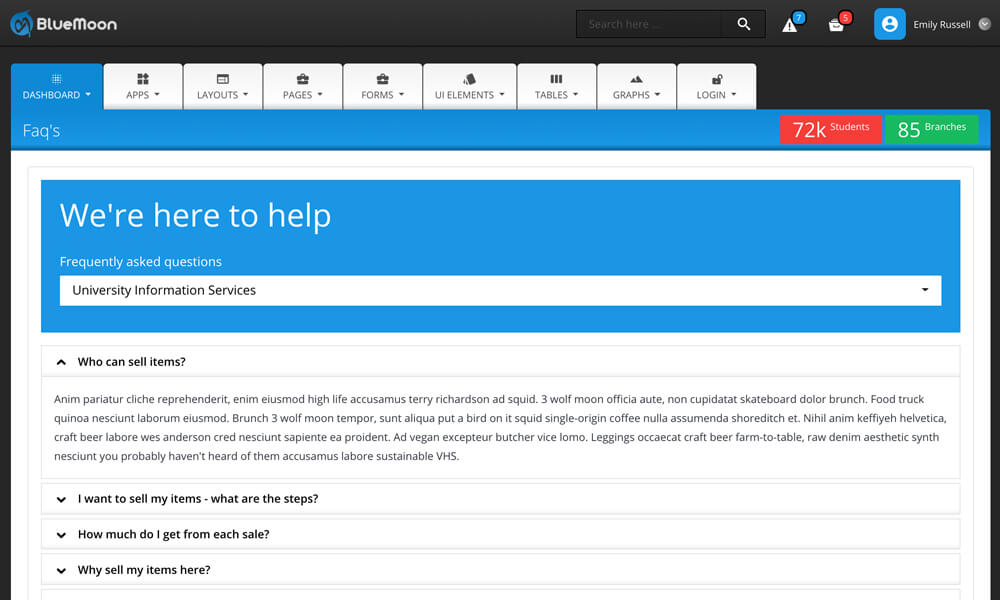 BlueMoon
Search here ...
7
5
Emily Russell
DASHBOARD
APPS
LAYOUTS
PAGES
FORMS
UI ELEMENTS
TABLES
GRAPHS
LOGIN
Faq's
72k Students
85 Branches
We're here to help
Frequently asked questions
University Information Services
Who can sell items?
Anim pariatur cliche reprehenderit, enim eiusmod high life accusamus terry richardson ad squid. 3 wolf moon officia aute, non cupidatat skateboard dolor brunch. Food truck
quinoa nesciunt laborum eiusmod. Brunch 3 wolf moon tempor, sunt aliqua put a bird on it squid single-origin coffee nulla assumenda shoreditch et. Nihil anim keffiyeh helvetica,
craft beer labore wes anderson cred nesciunt sapiente ea proident. Ad vegan excepteur butcher vice lomo. Leggings occaecat craft beer farm-to-table, raw denim aesthetic synth
nesciunt you probably haven't heard of them accusamus labore sustainable VHS.
I want to sell my items - what are the steps?
How much do I get from each sale?
Why sell my items here?